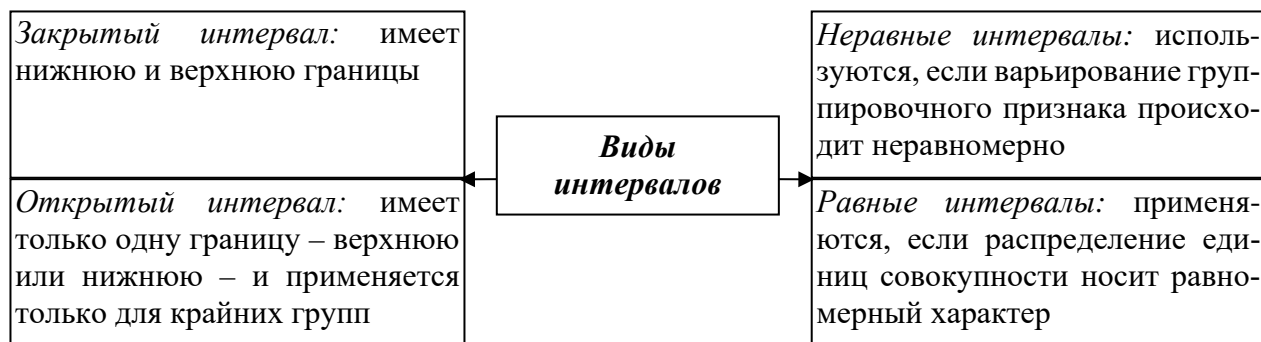 Закрытый интервал: имеет
нижнюю и верхнюю границы
Открытый интервал: имеет
только одну границу – верхнюю
или нижнюю – и применяется
только для крайних групп
Виды
интервалов
Неравные интервалы: исполь-
зуются, если варьирование груп-
пировочного признака происхо-
дит неравномерно
Равные интервалы: применя-
ются, если распределение еди-
ниц совокупности носит равно-
мерный характер